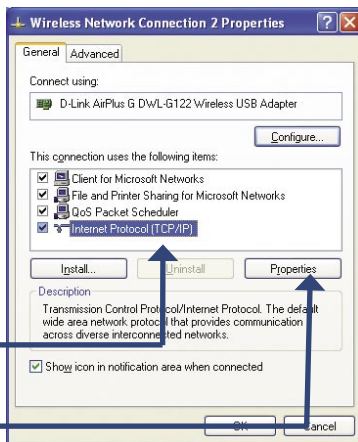 Wireless Network Connection 2 Properties
General Advanced
Connect using:
D-Link AirPlus G DWL-G122 Wireless USB Adapter
Configure...
This connection uses the following items:
Client for Microsoft Networks
File and Printer Sharing for Microsoft Networks
QoS Packet Scheduler
Internet Protocol (TCP/IP)
Install... Uninstall Properties
Description
Transmission Control Protocol/Internet Protocol. The default
wide area network protocol that provides communication
across diverse interconnected networks.
Show icon in notification area when connected
OK Cancel